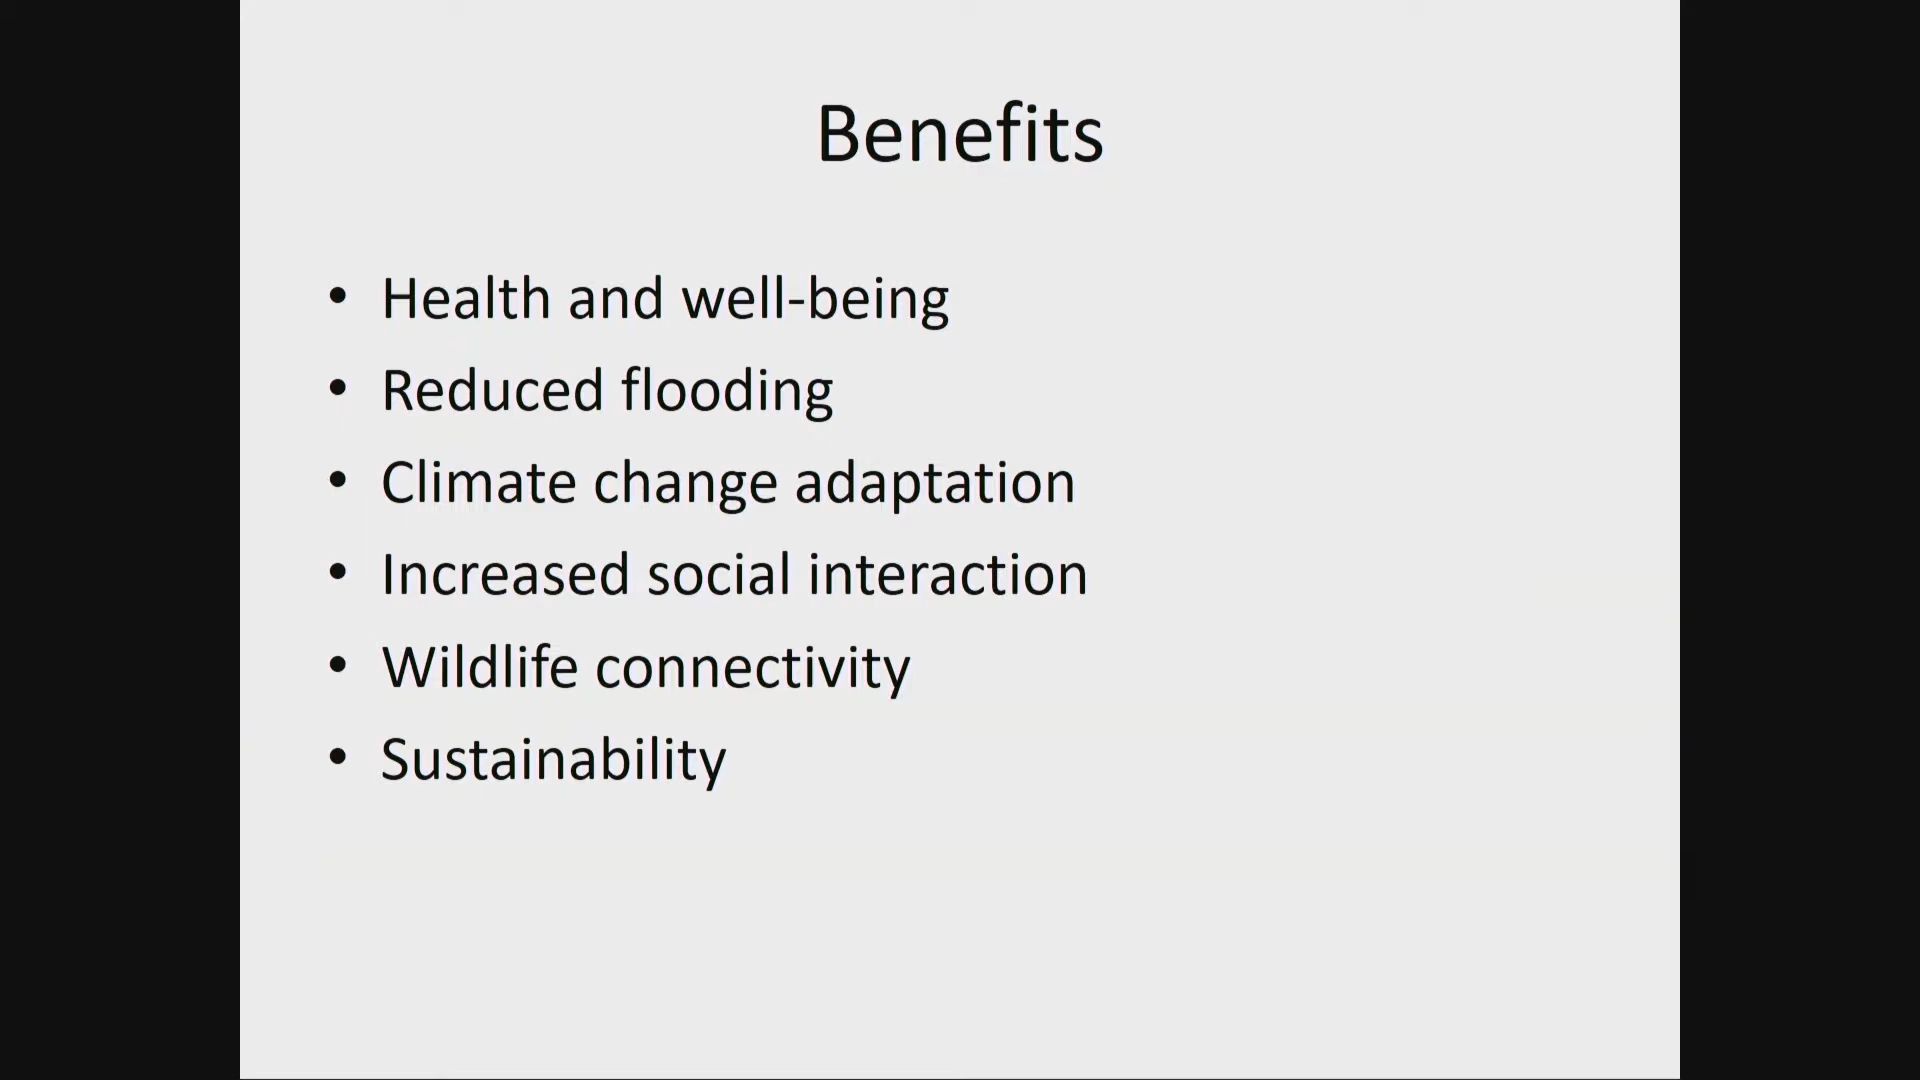 Benefits
• Health and well-being
• Reduced flooding
• Climate change adaptation
• Increased social interaction
• Wildlife connectivity
• Sustainability